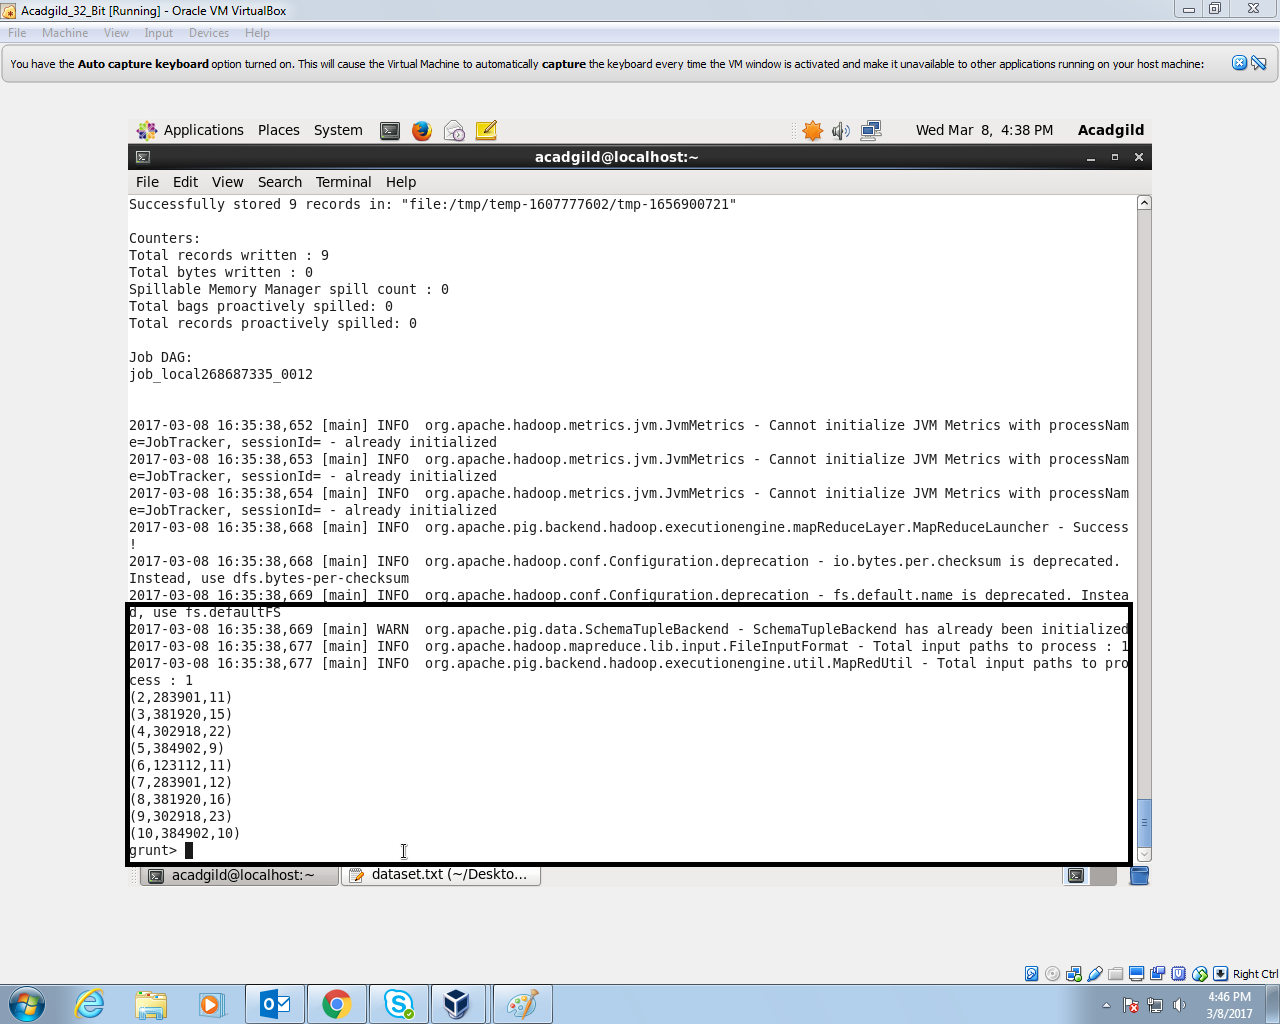 Acadgild_32_Bit [Running] - Oracle VM VirtualBox
File Machine View Input Devices Help
You have the Auto capture keyboard option turned on. This will cause the Virtual Machine to automatically capture the keyboard every time the VM window is activated and make it unavailable to other applications running on your host machine:
Applications Places System Wed Mar 8, 4:38 PM Acadgild
acadgild@localhost:~
File Edit View Search Terminal Help
Successfully stored 9 records in: "file:/tmp/temp-1607777602/tmp-1656900721"
Counters:
Total records written : 9
Total bytes written : 0
Spillable Memory Manager spill count : 0
Total bags proactively spilled: 0
Total records proactively spilled: 0
Job DAG:
job_local268687335_0012
2017-03-08 16:35:38,652 [main] INFO  org.apache.hadoop.metrics.jvm.JvmMetrics - Cannot initialize JVM Metrics with processNam
e=JobTracker, sessionId= - already initialized
2017-03-08 16:35:38,653 [main] INFO  org.apache.hadoop.metrics.jvm.JvmMetrics - Cannot initialize JVM Metrics with processNam
e=JobTracker, sessionId= - already initialized
2017-03-08 16:35:38,654 [main] INFO  org.apache.hadoop.metrics.jvm.JvmMetrics - Cannot initialize JVM Metrics with processNam
e=JobTracker, sessionId= - already initialized
2017-03-08 16:35:38,668 [main] INFO  org.apache.pig.backend.hadoop.executionengine.mapReduceLayer.MapReduceLauncher - Success
!
2017-03-08 16:35:38,668 [main] INFO  org.apache.hadoop.conf.Configuration.deprecation - io.bytes.per.checksum is deprecated.
Instead, use dfs.bytes-per-checksum
2017-03-08 16:35:38,669 [main] INFO  org.apache.hadoop.conf.Configuration.deprecation - fs.default.name is deprecated. Instea
d, use fs.defaultFS
2017-03-08 16:35:38,669 [main] WARN  org.apache.pig.data.SchemaTupleBackend - SchemaTupleBackend has already been initialized
2017-03-08 16:35:38,677 [main] INFO  org.apache.hadoop.mapreduce.lib.input.FileInputFormat - Total input paths to process : 1
2017-03-08 16:35:38,677 [main] INFO  org.apache.pig.backend.hadoop.executionengine.util.MapRedUtil - Total input paths to pro
cess : 1
(2,283901,11)
(3,381920,15)
(4,302918,22)
(5,384902,9)
(6,123112,11)
(7,283901,12)
(8,381920,16)
(9,302918,23)
(10,384902,10)
grunt>
acadgild@localhost:~ dataset.txt (~/Deskto...
Right Ctrl
4:46 PM
3/8/2017